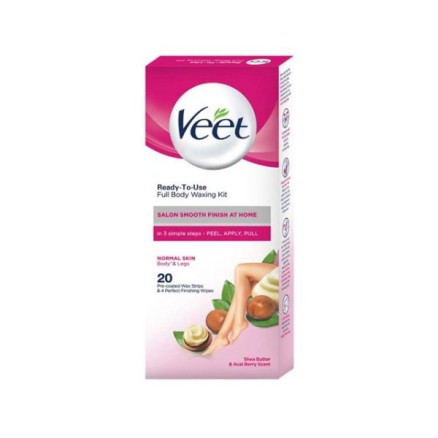 Veet
Ready-To-Use
Full Body Waxing Kit
SALON SMOOTH FINISH AT HOME
in 3 simple steps - PEEL, APPLY, PULL
NORMAL SKIN
Body* & Legs
20
Pre-coated Wax Strips
& 4 Perfect Finishing Wipes
Shea Butter
& Acai Berry Scent